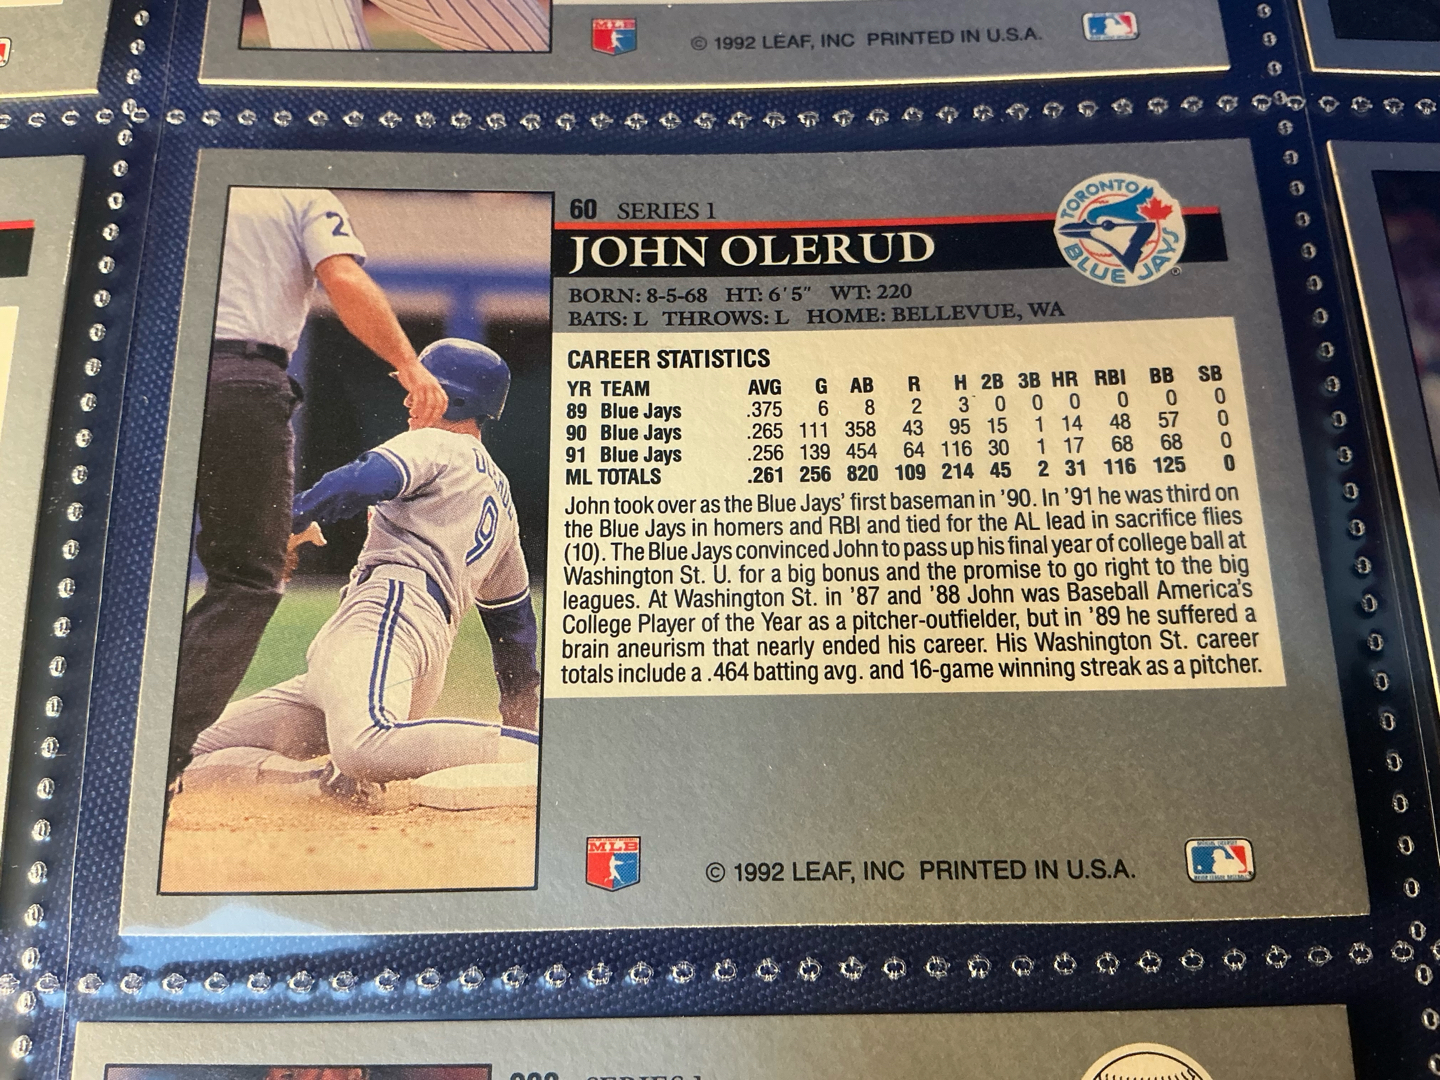 MLB
© 1992 LEAF, INC PRINTED IN U.S.A.
2
9
60 SERIES 1
JOHN OLERUD
TORONTO
BLUE JAYS
BORN: 8-5-68 HT: 6'5" WT: 220
BATS: L THROWS: L HOME: BELLEVUE, WA
CAREER STATISTICS
YR TEAM AVG G AB R H 2B 3B HR RBI BB SB
89 Blue Jays .375 6 8 2 3 0 0 0 0 0 0
90 Blue Jays .265 111 358 43 95 15 1 14 48 57 0
91 Blue Jays .256 139 454 64 116 30 1 17 68 68 0
ML TOTALS .261 256 820 109 214 45 2 31 116 125 0
John took over as the Blue Jays' first baseman in '90. In '91 he was third on
the Blue Jays in homers and RBI and tied for the AL lead in sacrifice flies
(10). The Blue Jays convinced John to pass up his final year of college ball at
Washington St. U. for a big bonus and the promise to go right to the big
leagues. At Washington St. in '87 and '88 John was Baseball America's
College Player of the Year as a pitcher-outfielder, but in '89 he suffered a
brain aneurism that nearly ended his career. His Washington St. career
totals include a .464 batting avg. and 16-game winning streak as a pitcher.
MLB
© 1992 LEAF, INC PRINTED IN U.S.A.
SERIES 1